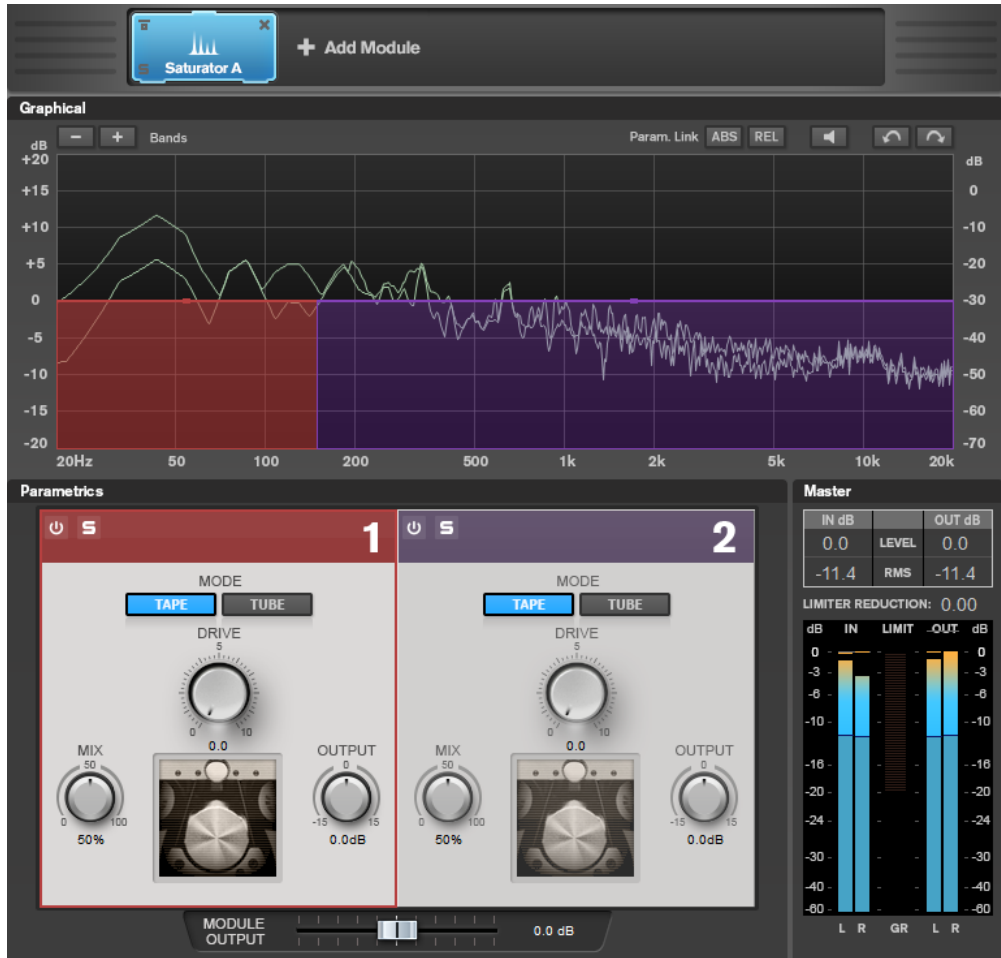 S
Saturator A
+ Add Module
Graphical
- + Bands Param. Link ABS REL
dB dB
+20
+15 0
+10 -10
+5 -20
0 -30
-5 -40
-10 -50
-15 -60
-20 -70
20Hz 50 100 200 500 1k 2k 5k 10k 20k
Parametrics
S 1
MODE
TAPE TUBE
DRIVE
5
0 10
0.0
MIX
50
0 100
50%
OUTPUT
0
-15 15
0.0dB
S 2
MODE
TAPE TUBE
DRIVE
5
0 10
0.0
MIX
50
0 100
50%
OUTPUT
0
-15 15
0.0dB
MODULE
OUTPUT
0.0 dB
Master
IN dB OUT dB
0.0 LEVEL 0.0
-11.4 RMS -11.4
LIMITER REDUCTION: 0.00
dB IN LIMIT OUT dB
0 0
-3 -3
-6 -6
-10 -10
-16 -16
-20 -20
-24 -24
-30 -30
-40 -40
-60 -60
L R GR L R